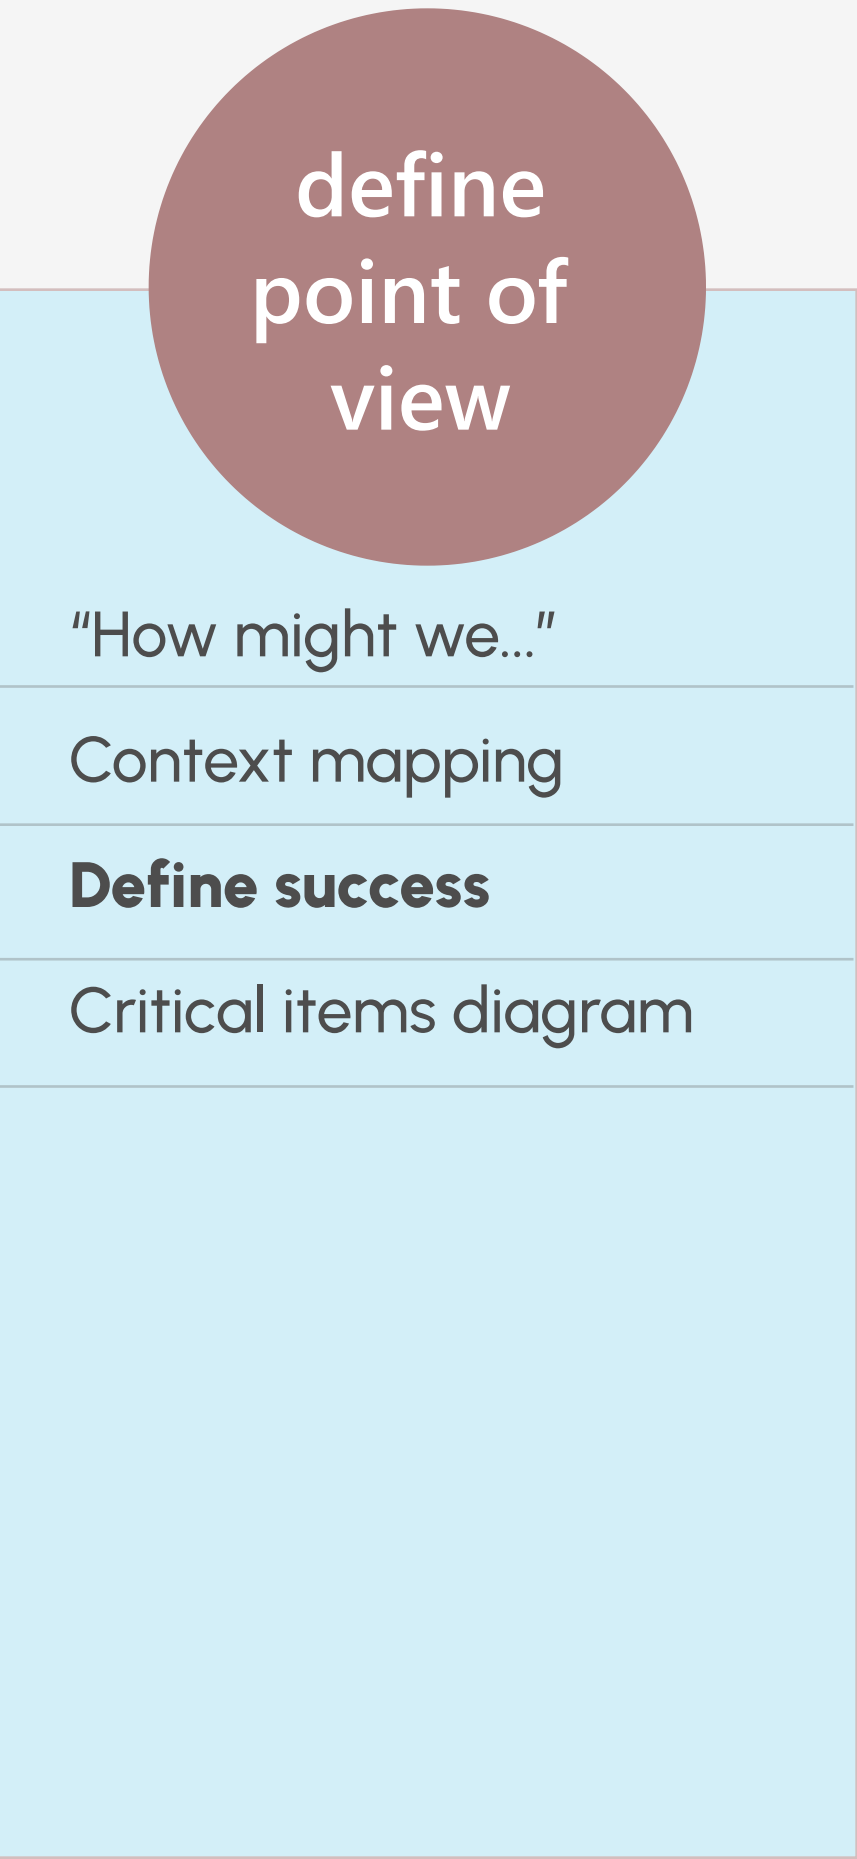 define
point of
view
“How might we...”
Context mapping
Define success
Critical items diagram